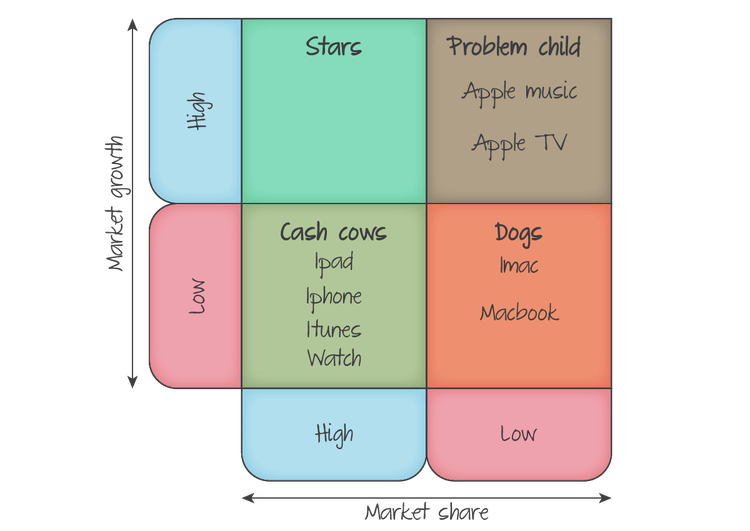 Stars
Problem child
Apple music
Apple TV
High
Market growth
Cash cows
Ipad
Iphone
Itunes
Watch
Dogs
Imac
Macbook
Low
High
Low
Market share